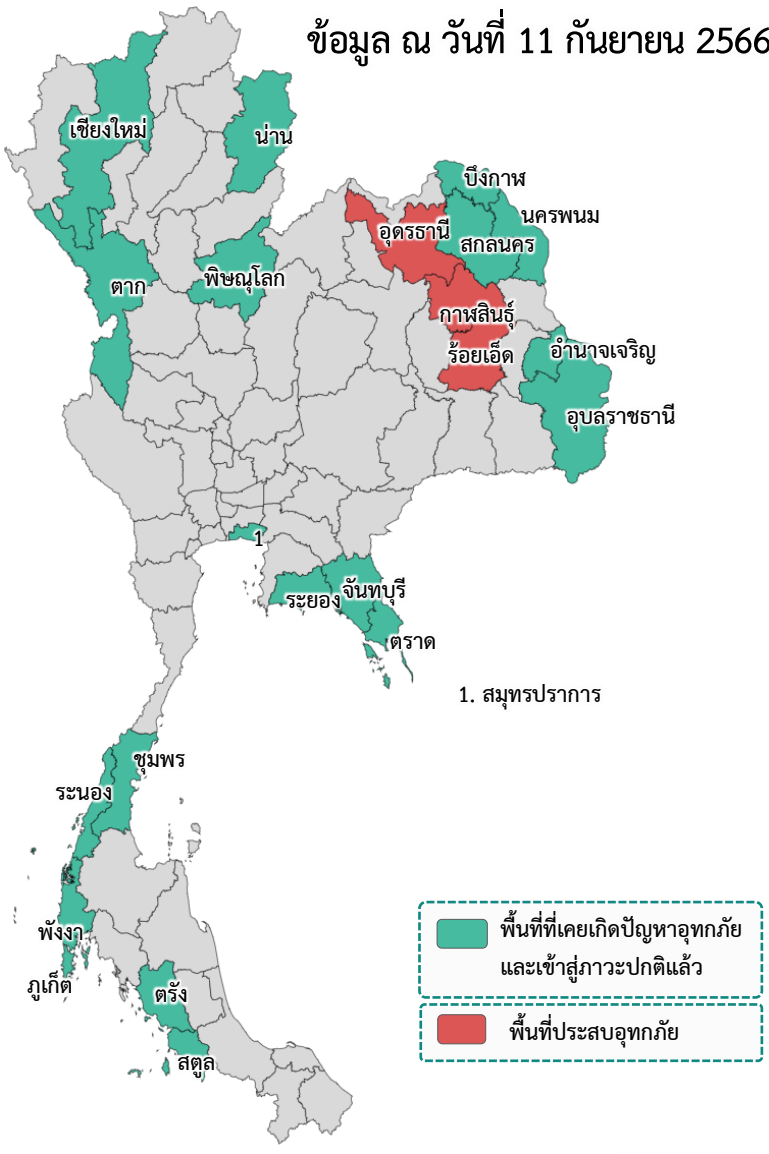 ข้อมูล ณ วันที่ 11 กันยายน 2566
เชียงใหม่
น่าน
บึงกาฬ
นครพนม
อุดรธานี
สกลนคร
พิษณุโลก
ตาก
กาฬสินธุ์
ร้อยเอ็ด
อำนาจเจริญ
อุบลราชธานี
1
จันทบุรี
ระยอง
ตราด
1. สมุทรปราการ
ชุมพร
ระนอง
พังงา
ภูเก็ต
ตรัง
สตูล
พื้นที่ที่เคยเกิดปัญหาอุทกภัย
และเข้าสู่ภาวะปกติแล้ว
พื้นที่ประสบอุทกภัย